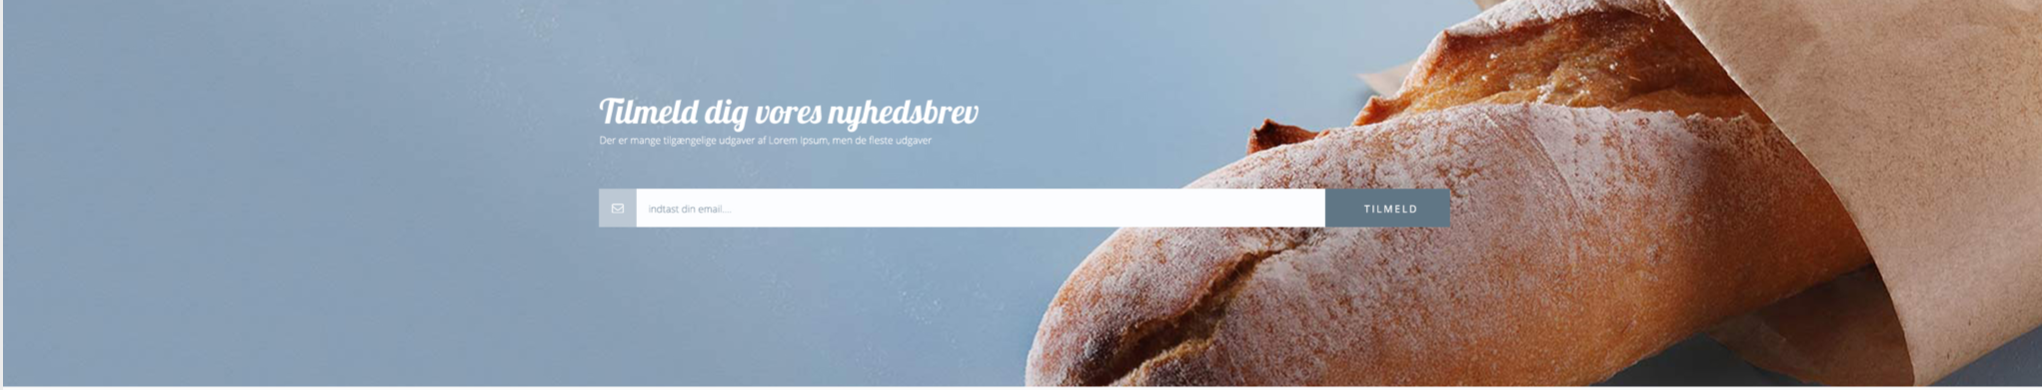 Tilmeld dig vores nyhedsbrev
Der er mange tilgængelige udgaver af Lorem Ipsum, men de fleste udgaver
indtast din email....
TILMELD